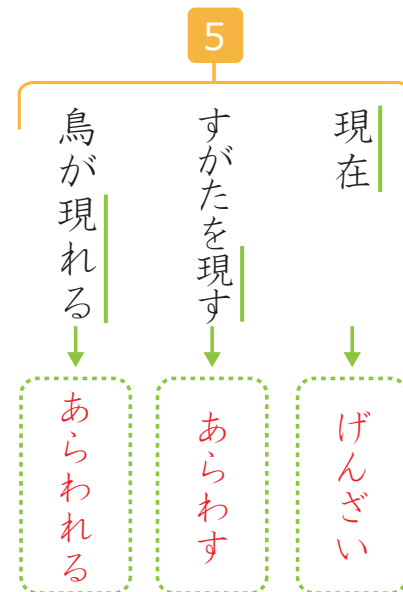 5
現在
げんざい
すがたを現す
あらわす
鳥が現れる
あらわれる